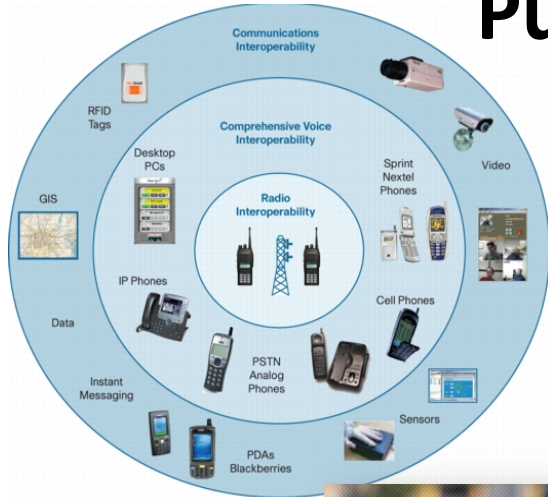 PU
Communications
Interoperability
RFID
Tags
Comprehensive Voice
Interoperability
Desktop
PCs
Sprint
Nextel
Phones
Video
GIS
Radio
Interoperability
IP Phones
Cell Phones
Data
PSTN
Analog
Phones
Instant
Messaging
Sensors
PDAs
Blackberries